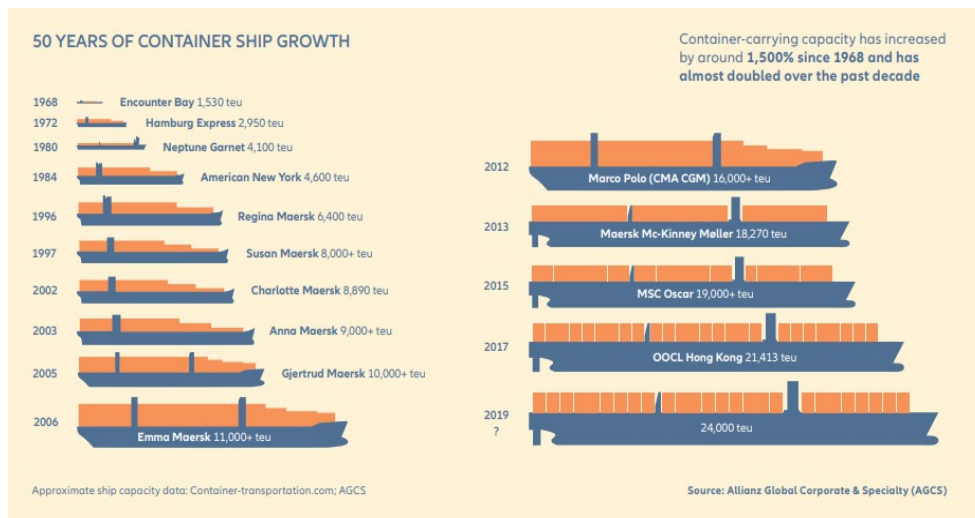 50 YEARS OF CONTAINER SHIP GROWTH
Container-carrying capacity has increased
by around 1,500% since 1968 and has
almost doubled over the past decade
1968 Encounter Bay 1,530 teu
1972 Hamburg Express 2,950 teu
1980 Neptune Garnet 4,100 teu
1984 American New York 4,600 teu
1996 Regina Maersk 6,400 teu
1997 Susan Maersk 8,000+ teu
2002 Charlotte Maersk 8,890 teu
2003 Anna Maersk 9,000+ teu
2005 Gjertrud Maersk 10,000+ teu
2006 Emma Maersk 11,000+ teu
2012 Marco Polo (CMA CGM) 16,000+ teu
2013 Maersk Mc-Kinney Møller 18,270 teu
2015 MSC Oscar 19,000+ teu
2017 OOCL Hong Kong 21,413 teu
2019 24,000 teu
?
Approximate ship capacity data: Container-transportation.com; AGCS
Source: Allianz Global Corporate & Specialty (AGCS)